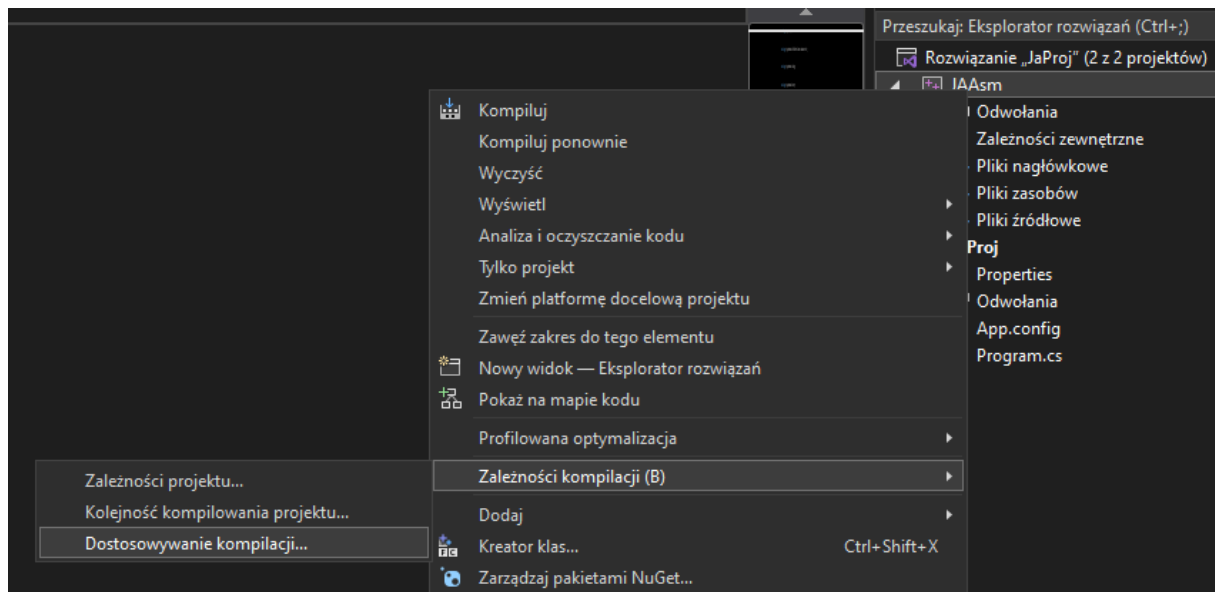 Przeszukaj: Eksplorator rozwiązań (Ctrl+;)
Rozwiązanie „JaProj” (2 z 2 projektów)
JAAsm
Odwołania
Zależności zewnętrzne
Pliki nagłówkowe
Pliki zasobów
Pliki źródłowe
Proj
Properties
Odwołania
App.config
Program.cs
Kompiluj
Kompiluj ponownie
Wyczyść
Wyświetl
Analiza i oczyszczanie kodu
Tylko projekt
Zmień platformę docelową projektu
Zawęź zakres do tego elementu
Nowy widok — Eksplorator rozwiązań
Pokaż na mapie kodu
Profilowana optymalizacja
Zależności kompilacji (B)
Dodaj
Kreator klas... Ctrl+Shift+X
Zarządzaj pakietami NuGet...
Zależności projektu...
Kolejność kompilowania projektu...
Dostosowywanie kompilacji...